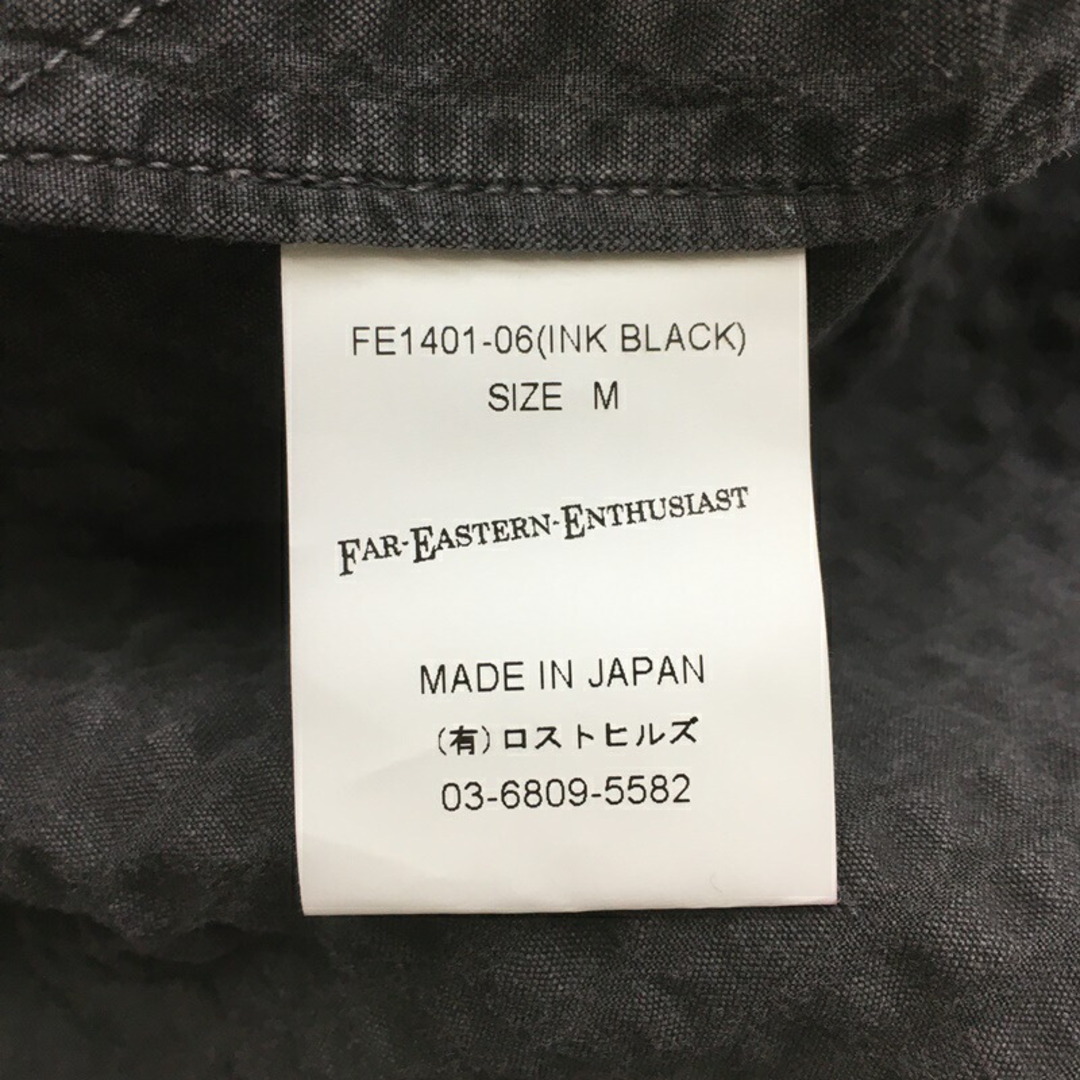 FE1401-06(INK BLACK)
SIZE M
FAR-EASTERN-ENTHUSIAST
MADE IN JAPAN
(有)ロストヒルズ
03-6809-5582